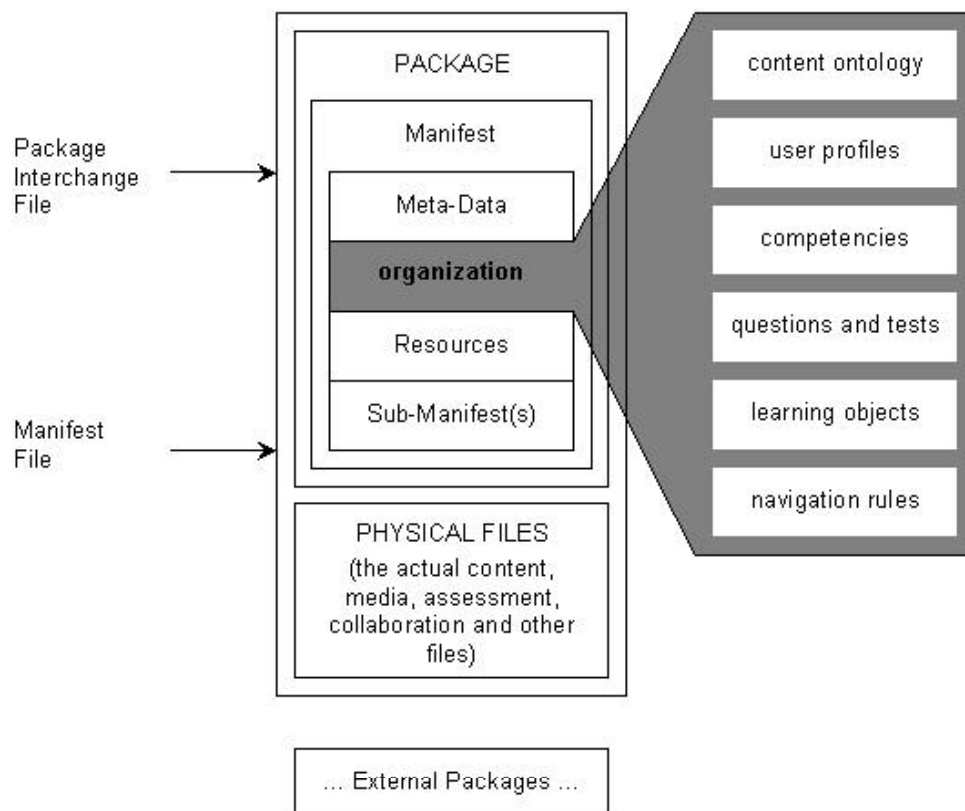 PACKAGE
Manifest
Package
Interchange
File
Meta-Data
organization
Resources
Sub-Manifest(s)
Manifest
File
PHYSICAL FILES
(the actual content,
media, assessment,
collaboration and other
files)
... External Packages ...
content ontology
user profiles
competencies
questions and tests
learning objects
navigation rules